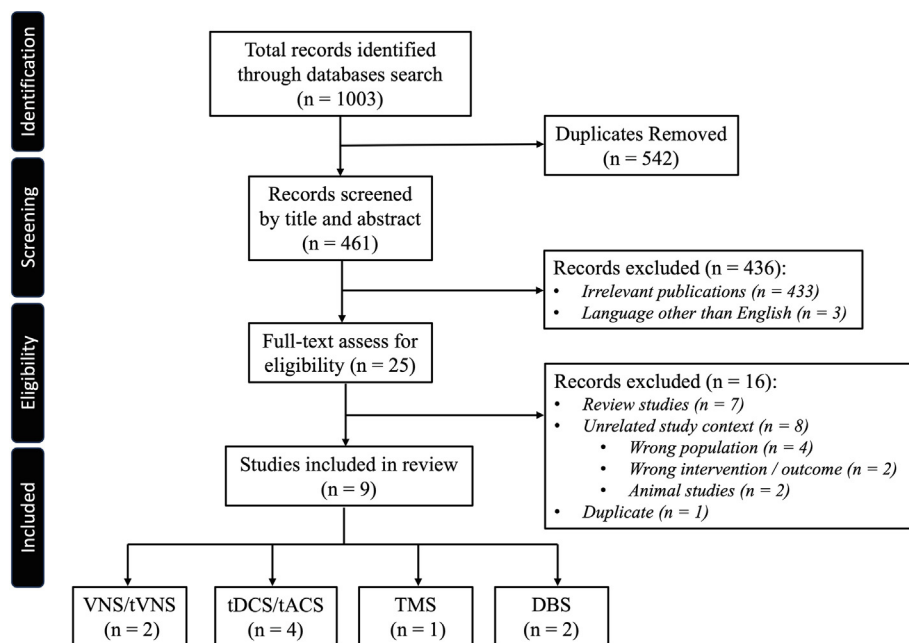 Identification
Total records identified
through databases search
(n = 1003)
Duplicates Removed
(n = 542)
Screening
Records screened
by title and abstract
(n = 461)
Records excluded (n = 436):
• Irrelevant publications (n = 433)
• Language other than English (n = 3)
Eligibility
Full-text assess for
eligibility (n = 25)
Records excluded (n = 16):
• Review studies (n = 7)
• Unrelated study context (n = 8)
• Wrong population (n = 4)
• Wrong intervention / outcome (n = 2)
• Animal studies (n = 2)
• Duplicate (n = 1)
Included
Studies included in review
(n = 9)
VNS/tVNS
(n = 2)
tDCS/tACS
(n = 4)
TMS
(n = 1)
DBS
(n = 2)